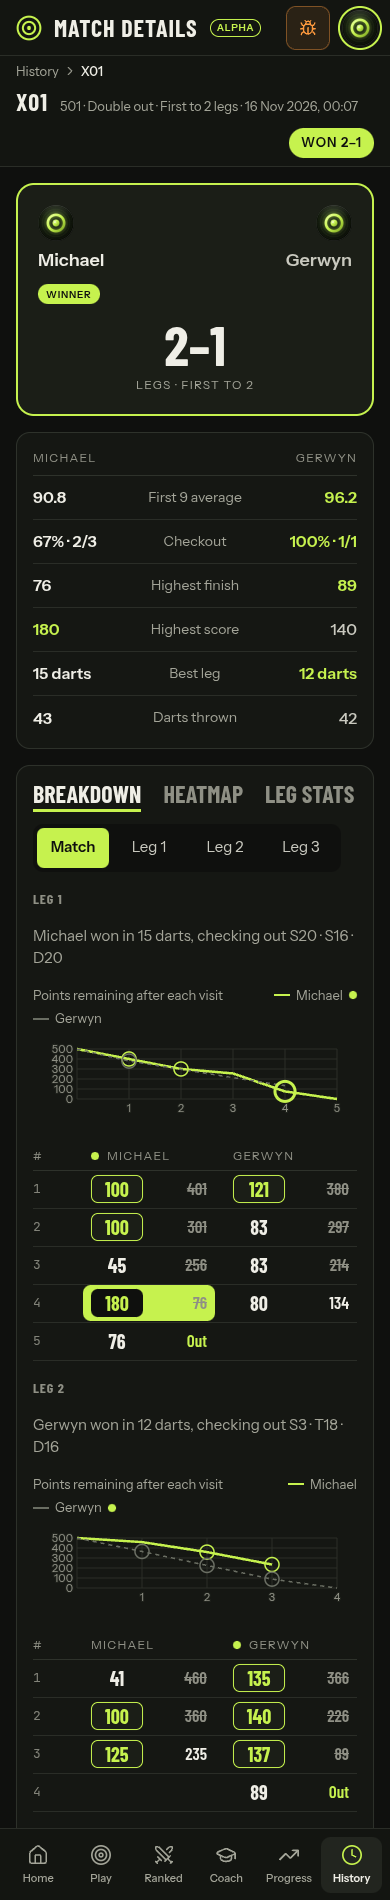 MATCH DETAILS ALPHA
History > X01
X01 501 · Double out · First to 2 legs · 16 Nov 2026, 00:07
WON 2–1
Michael Gerwyn
WINNER
2–1
LEGS · FIRST TO 2
MICHAEL GERWYN
90.8 First 9 average 96.2
67% · 2/3 Checkout 100% · 1/1
76 Highest finish 89
180 Highest score 140
15 darts Best leg 12 darts
43 Darts thrown 42
BREAKDOWN HEATMAP LEG STATS
Match Leg 1 Leg 2 Leg 3
LEG 1
Michael won in 15 darts, checking out S20 · S16 ·
D20
Points remaining after each visit Michael
Gerwyn
500
400
300
200
100
0
1 2 3 4 5
# MICHAEL GERWYN
1 100 401 121 380
2 100 301 83 297
3 45 256 83 214
4 180 76 80 134
5 76 Out
LEG 2
Gerwyn won in 12 darts, checking out S3 · T18 ·
D16
Points remaining after each visit Michael
Gerwyn
500
400
300
200
100
0
1 2 3 4
# MICHAEL GERWYN
1 41 460 135 366
2 100 360 140 226
3 125 235 137 89
4 89 Out
Home Play Ranked Coach Progress History